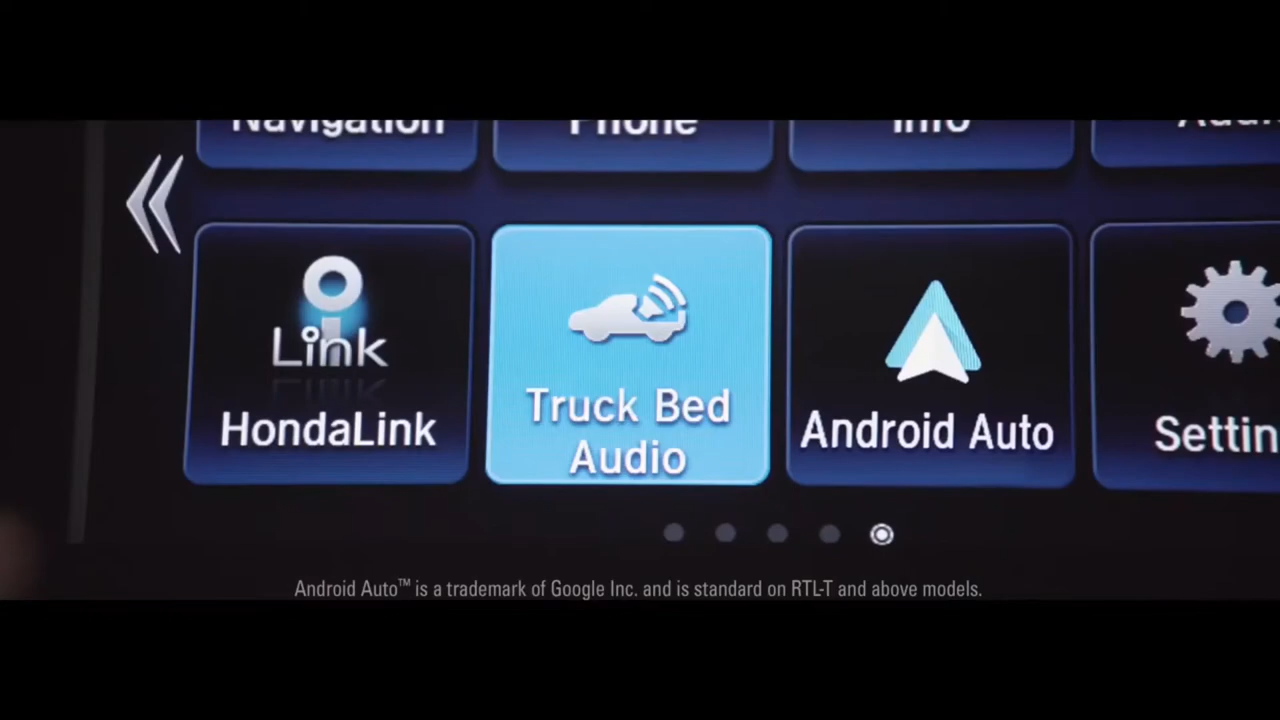 Navigation Phone Info
Link
HondaLink
Truck Bed
Audio
Android Auto
Android Auto™ is a trademark of Google Inc. and is standard on RTL-T and above models.